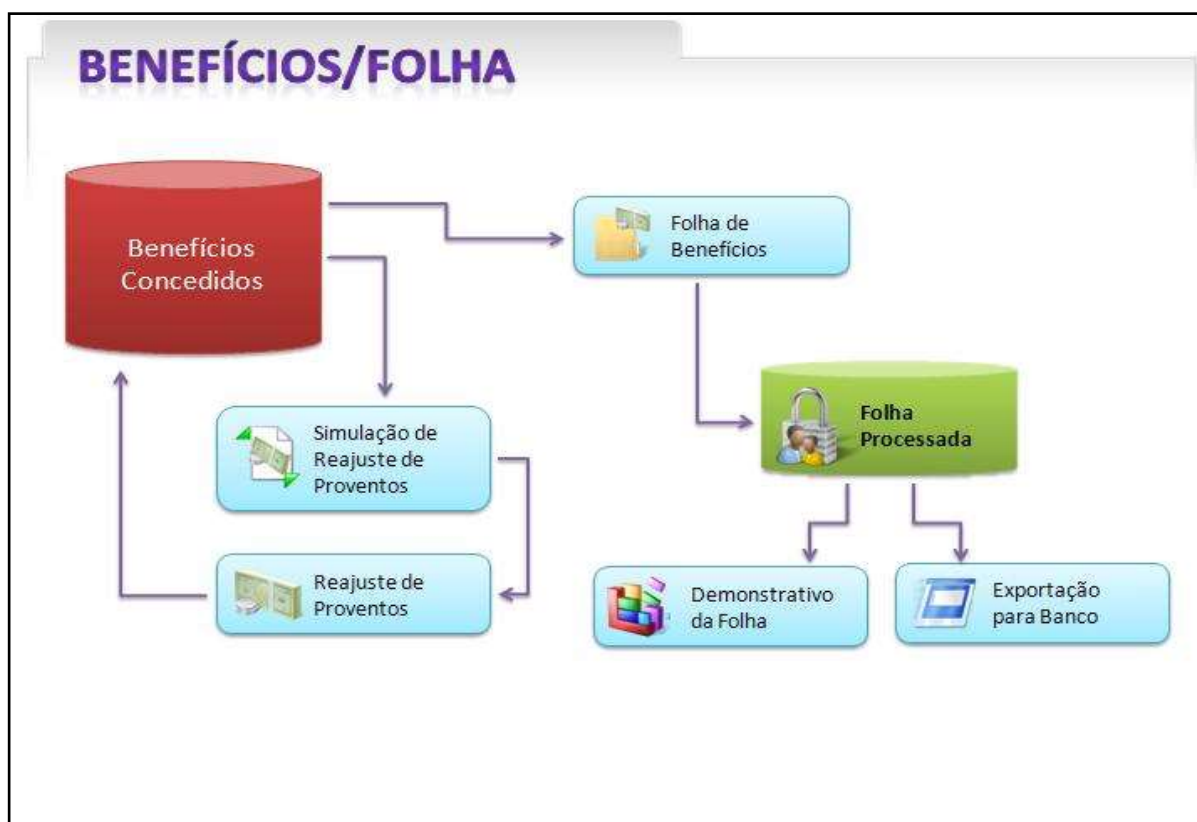 BENEFÍCIOS/FOLHA
Benefícios
Concedidos
Folha de
Benefícios
Simulação de
Reajuste de
Proventos
Folha
Processada
Reajuste de
Proventos
Demonstrativo
da Folha
Exportação
para Banco